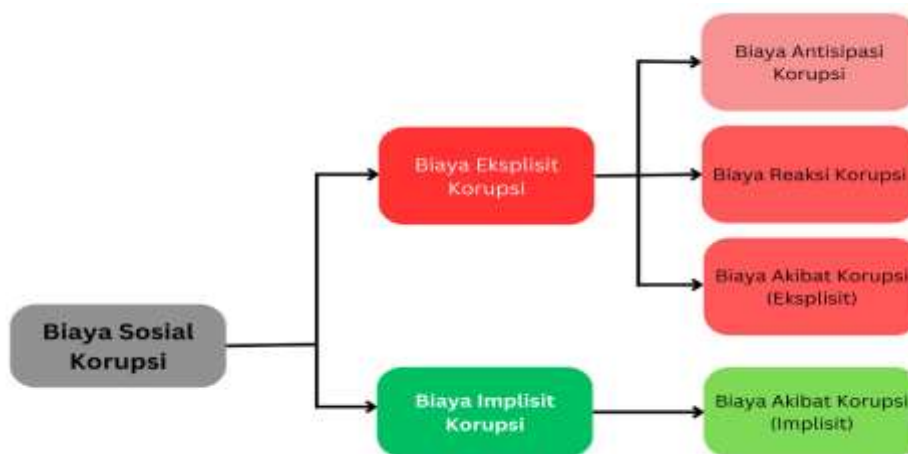 Biaya Antisipasi
Korupsi
Biaya Eksplisit
Korupsi
Biaya Reaksi Korupsi
Biaya Akibat Korupsi
(Eksplisit)
Biaya Sosial
Korupsi
Biaya Implisit
Korupsi
Biaya Akibat Korupsi
(Implisit)